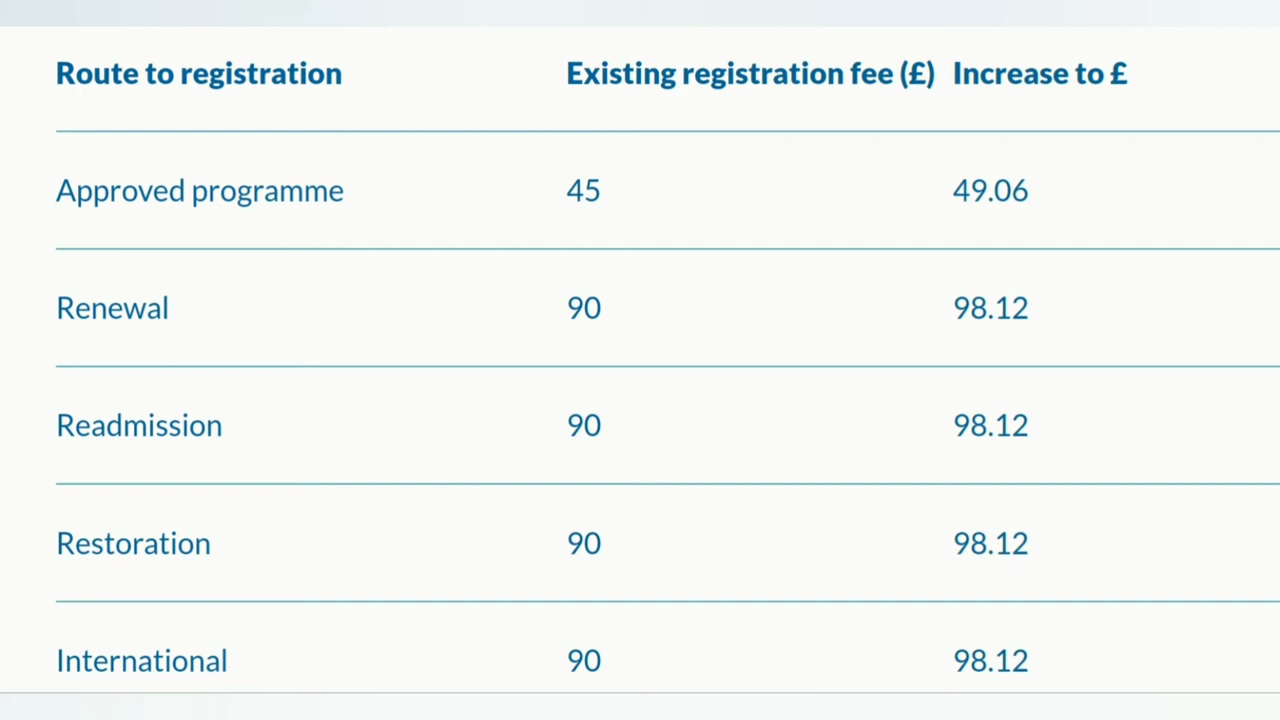 Route to registration Existing registration fee (£) Increase to £
Approved programme 45 49.06
Renewal 90 98.12
Readmission 90 98.12
Restoration 90 98.12
International 90 98.12